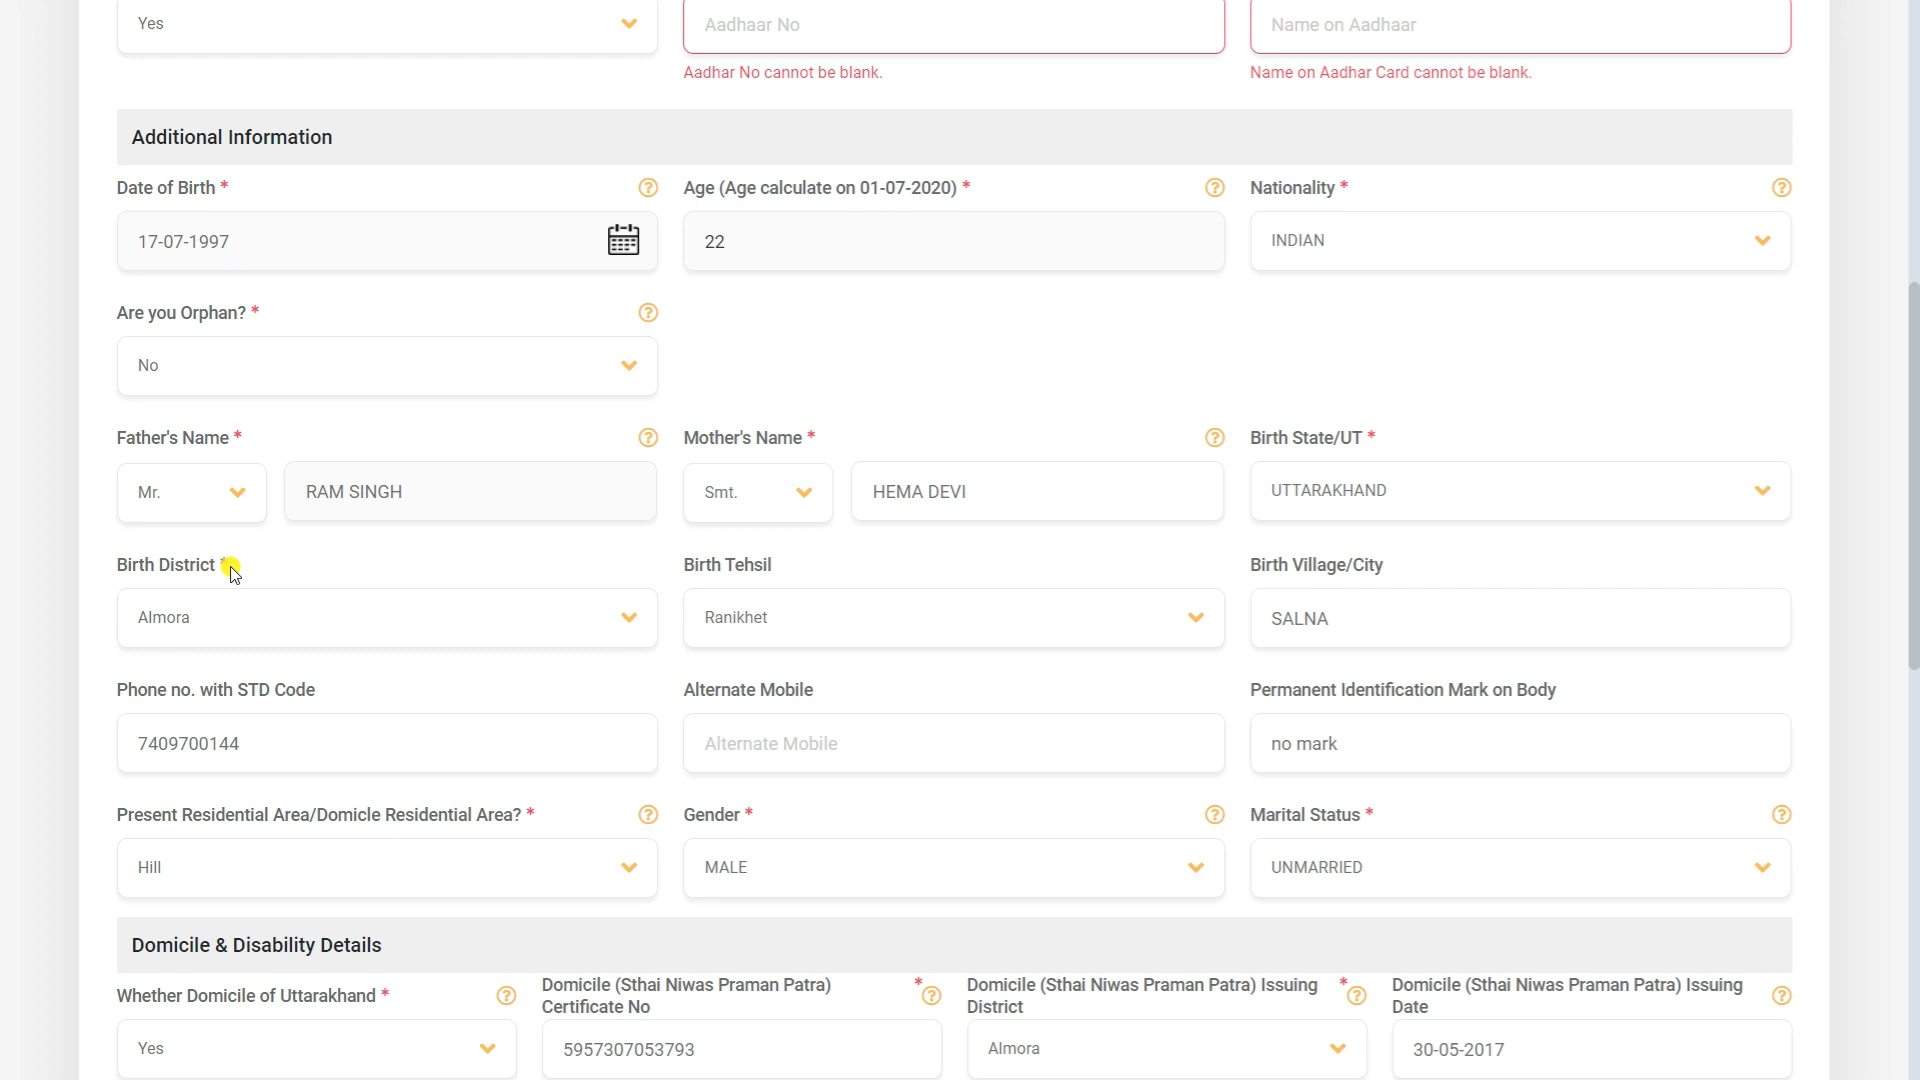 Yes
Aadhaar No
Name on Aadhaar
Aadhar No cannot be blank.
Name on Aadhar Card cannot be blank.
Additional Information
Date of Birth *
Age (Age calculate on 01-07-2020) *
Nationality *
17-07-1997
22
INDIAN
Are you Orphan? *
No
Father's Name *
Mother's Name *
Birth State/UT *
Mr.
RAM SINGH
Smt.
HEMA DEVI
UTTARAKHAND
Birth District *
Birth Tehsil
Birth Village/City
Almora
Ranikhet
SALNA
Phone no. with STD Code
Alternate Mobile
Permanent Identification Mark on Body
7409700144
Alternate Mobile
no mark
Present Residential Area/Domicle Residential Area? *
Gender *
Marital Status *
Hill
MALE
UNMARRIED
Domicile & Disability Details
Whether Domicile of Uttarakhand *
Domicile (Sthai Niwas Praman Patra) *
Certificate No
Domicile (Sthai Niwas Praman Patra) Issuing *
District
Domicile (Sthai Niwas Praman Patra) Issuing
Date
Yes
5957307053793
Almora
30-05-2017